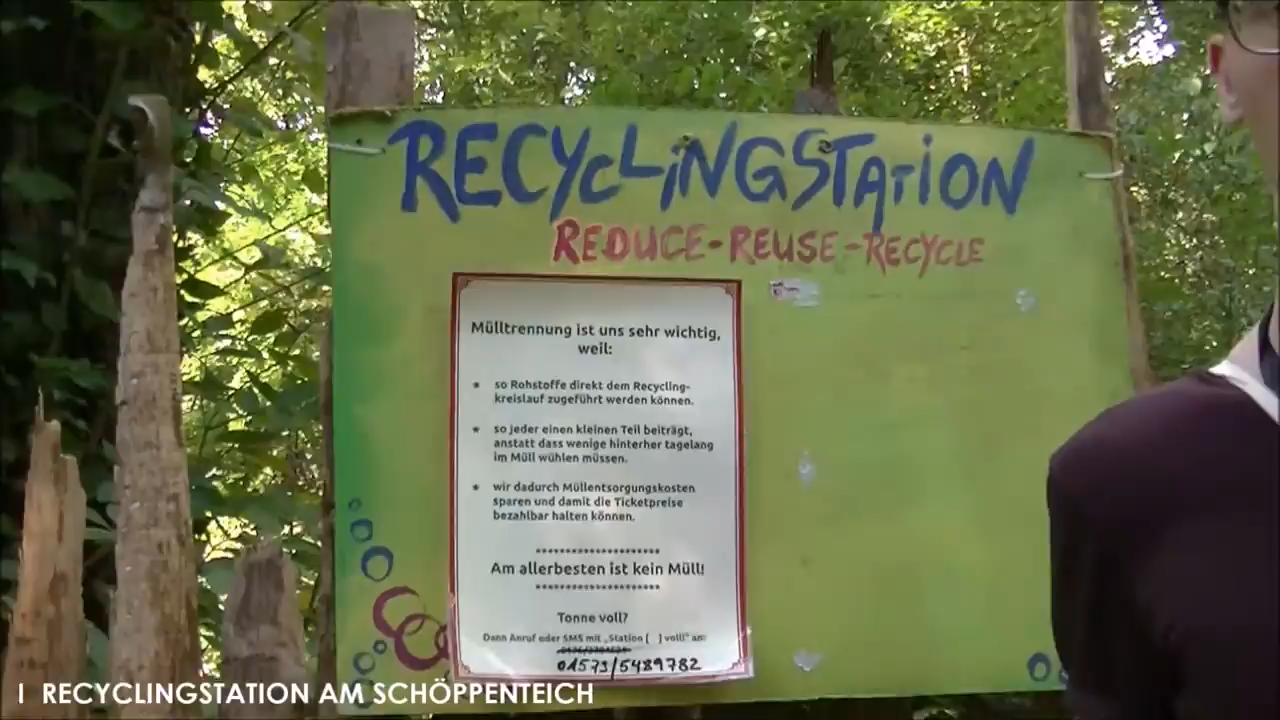 RECYCLINGSTATION
REDUCE-REUSE-RECYCLE
Mülltrennung ist uns sehr wichtig,
weil:
* so Rohstoffe direkt dem Recycling-
kreislauf zugeführt werden können.
* so jeder einen kleinen Teil beiträgt,
anstatt dass wenige hinterher tagelang
im Müll wühlen müssen.
* wir dadurch Müllentsorgungskosten
sparen und damit die Ticketpreise
bezahlbar halten können.
*********************
Am allerbesten ist kein Müll!
*********************
Tonne voll?
Dann Anruf oder SMS mit „Station [ ] voll!" an:
01573/5489782
I RECYCLINGSTATION AM SCHÖPPENTEICH